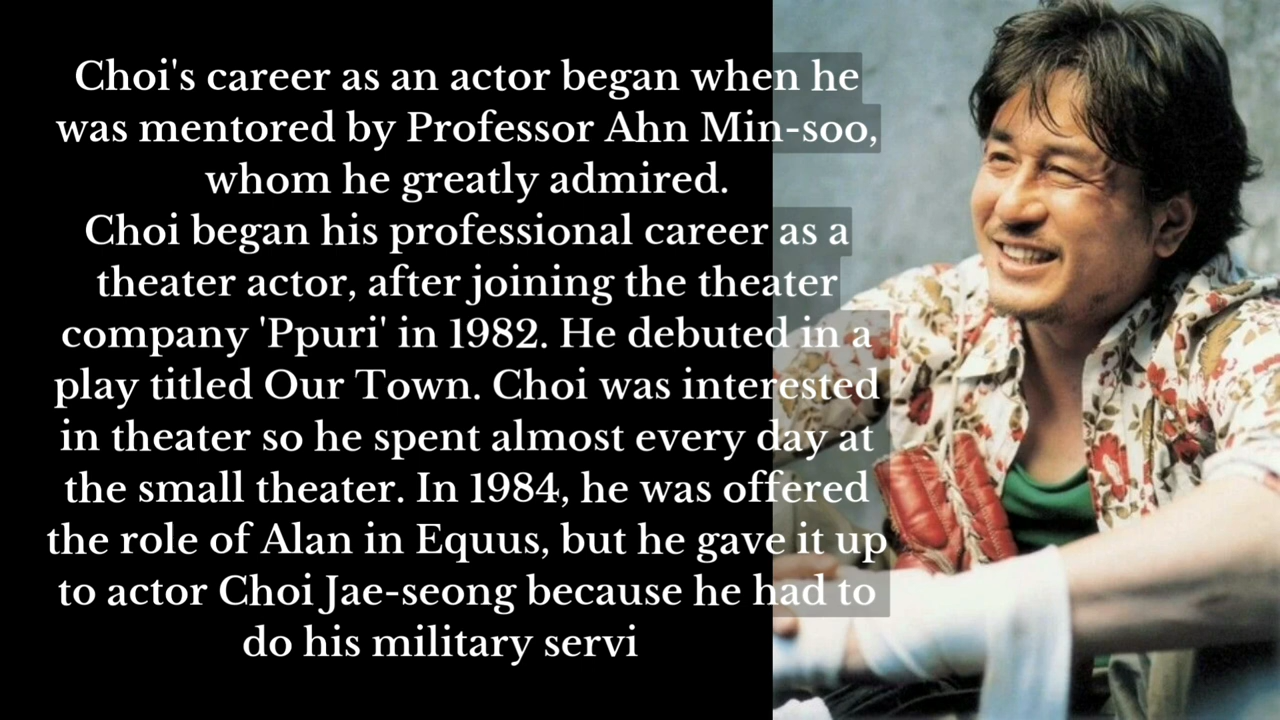 Choi's career as an actor began when he
was mentored by Professor Ahn Min-soo,
whom he greatly admired.
Choi began his professional career as a
theater actor, after joining the theater
company 'Ppuri' in 1982. He debuted in a
play titled Our Town. Choi was interested
in theater so he spent almost every day at
the small theater. In 1984, he was offered
the role of Alan in Equus, but he gave it up
to actor Choi Jae-seong because he had to
do his military servi